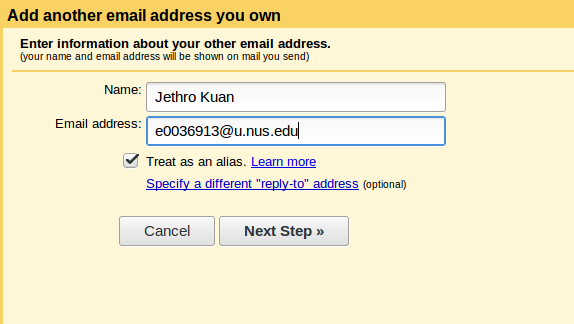 Add another email address you own
Enter information about your other email address.
(your name and email address will be shown on mail you send)
Name: Jethro Kuan
Email address: e0036913@u.nus.edu
Treat as an alias. Learn more
Specify a different "reply-to" address (optional)
Cancel Next Step »